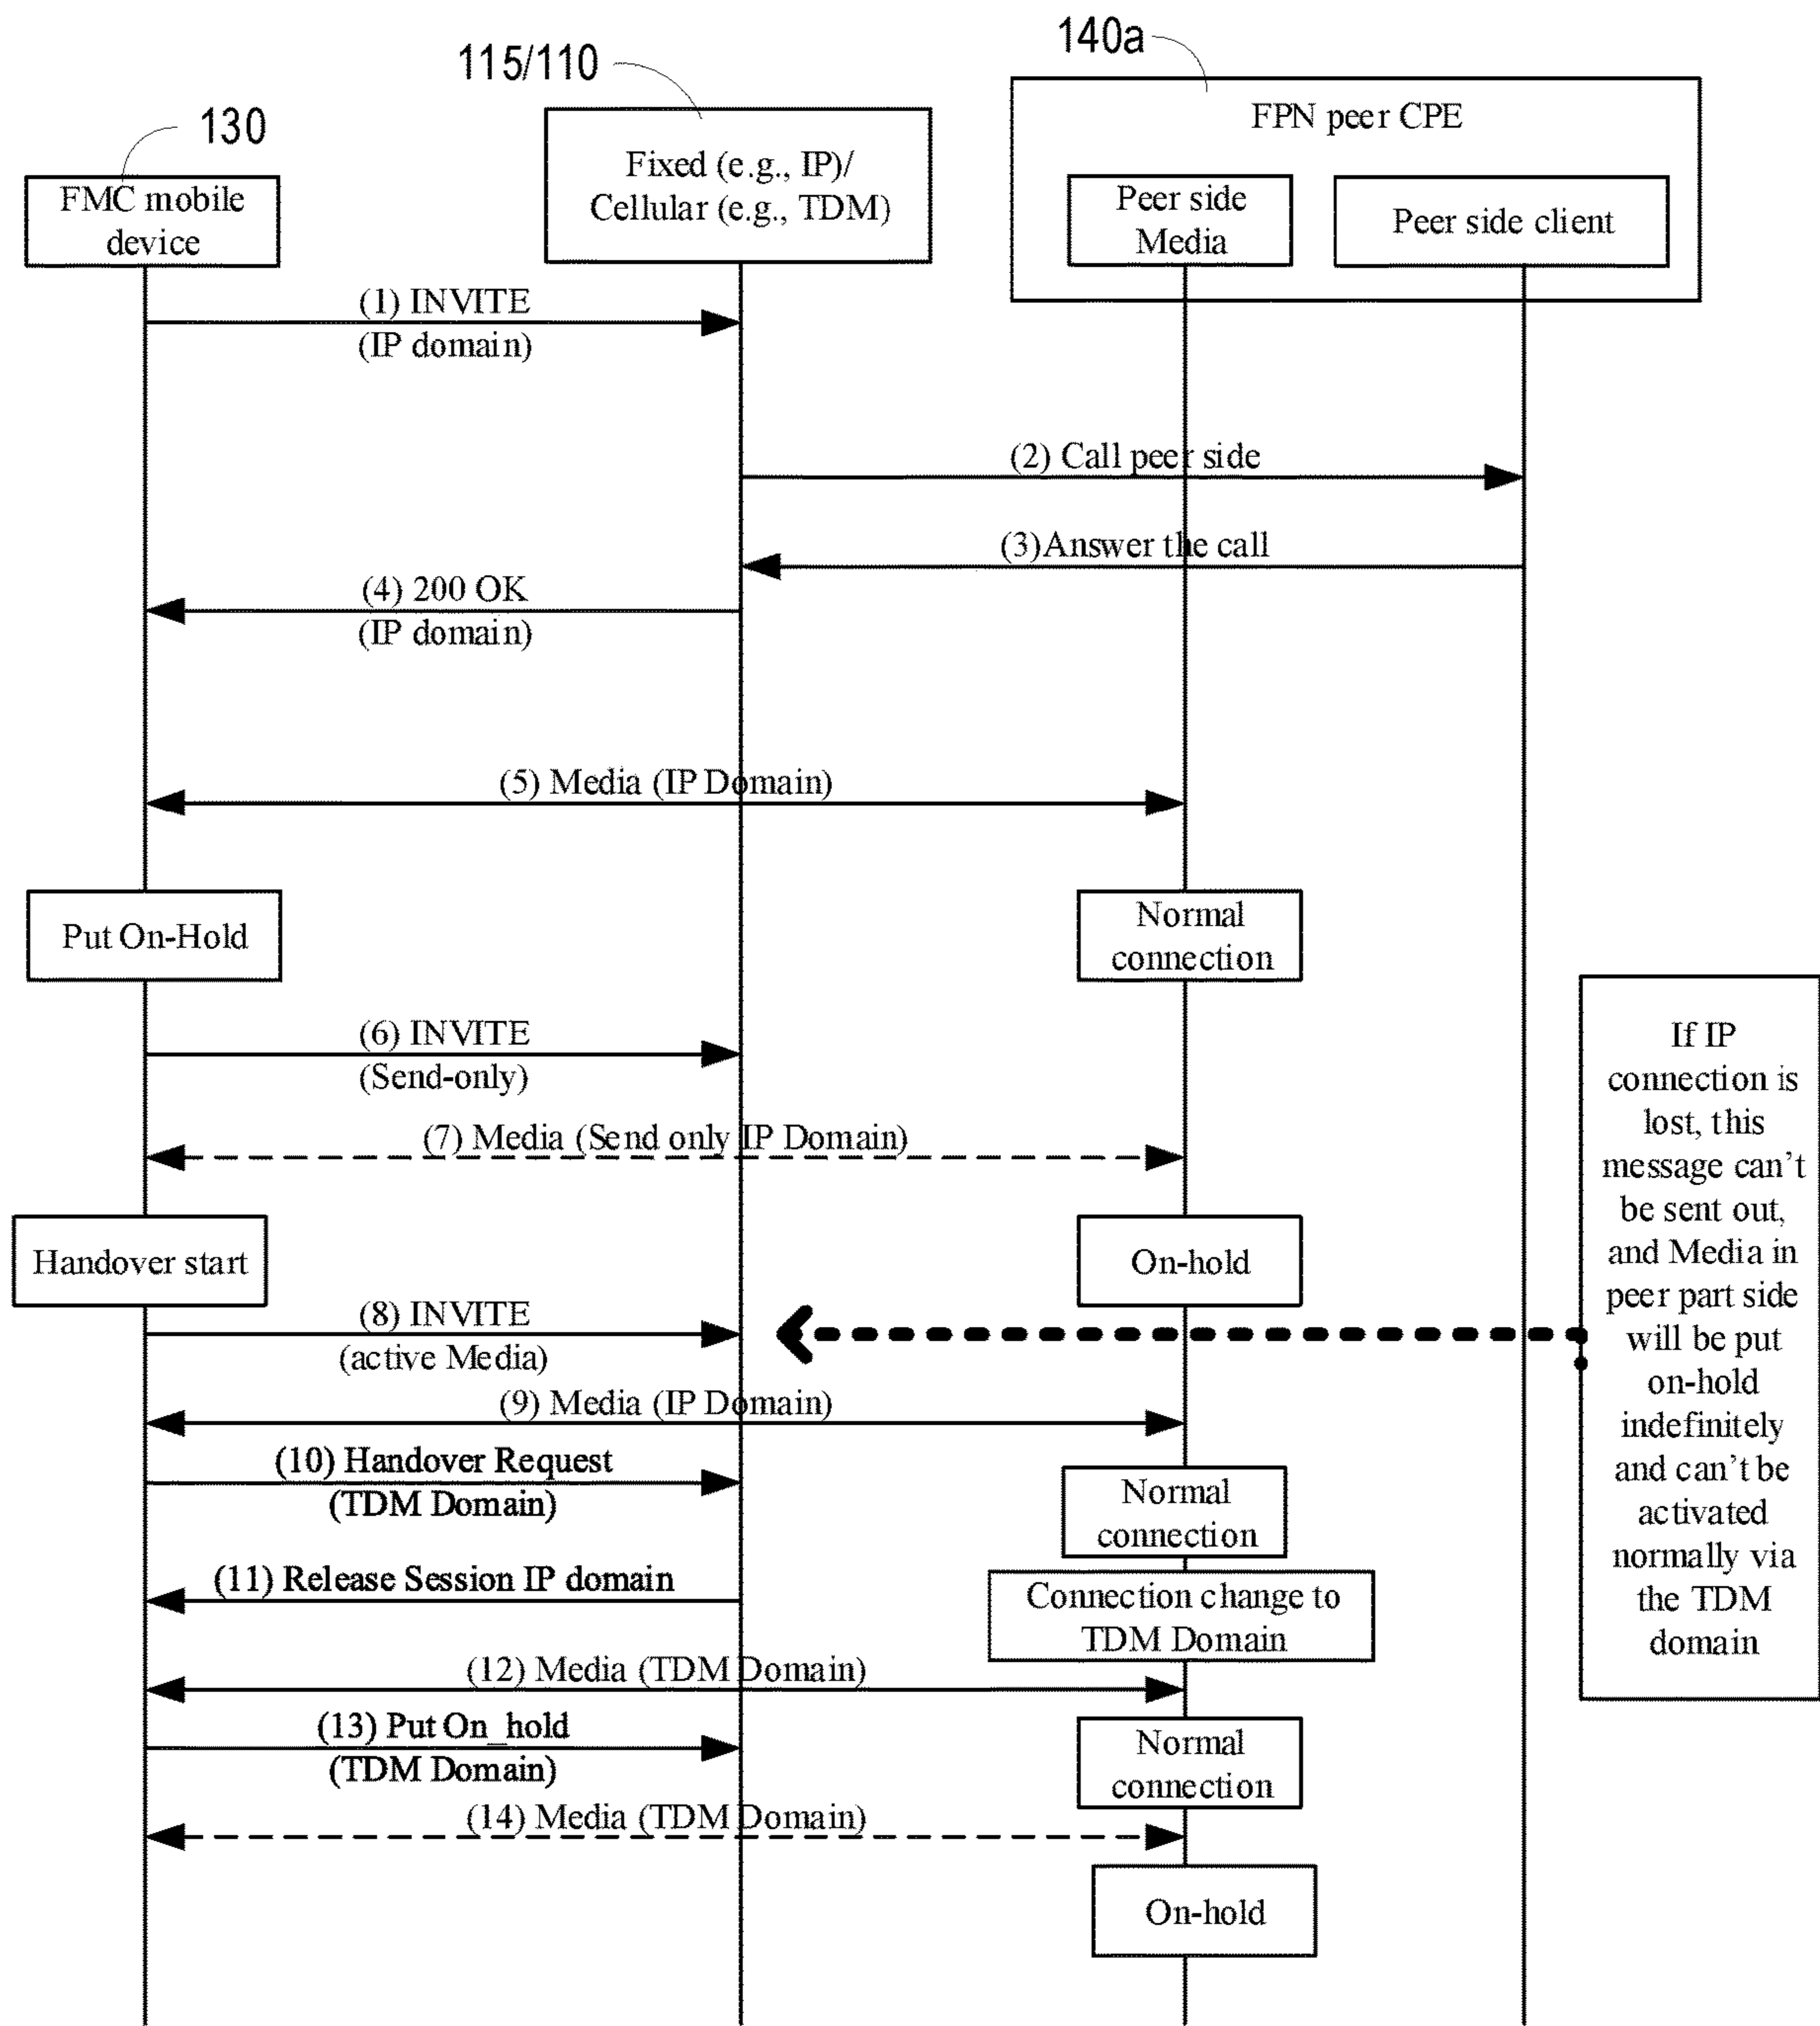 140a
115/110
130
FPN peer CPE
Fixed (e.g., IP)/
Cellular (e.g., TDM)
FMC mobile
device
Peer side
Media
Peer side client
(1) INVITE
(IP domain)
(2) Call peer side
(3)Answer the call
(4) 200 OK
(IP domain)
(5) Media (IP Domain)
Put On-Hold
Normal
connection
(6) INVITE
(Send-only)
(7) Media (Send only IP Domain)
Handover start
On-hold
(8) INVITE
(active Media)
If IP
connection is
lost, this
message can't
be sent out,
and Media in
peer part side
will be put
on-hold
indefinitely
and can't be
activated
normally via
the TDM
domain
(9) Media (IP Domain)
(10) Handover Request
(TDM Domain)
Normal
connection
(11) Release Session IP domain
Connection change to
TDM Domain
(12) Media (TDM Domain)
(13) Put On_hold
(TDM Domain)
Normal
connection
(14) Media (TDM Domain)
On-hold